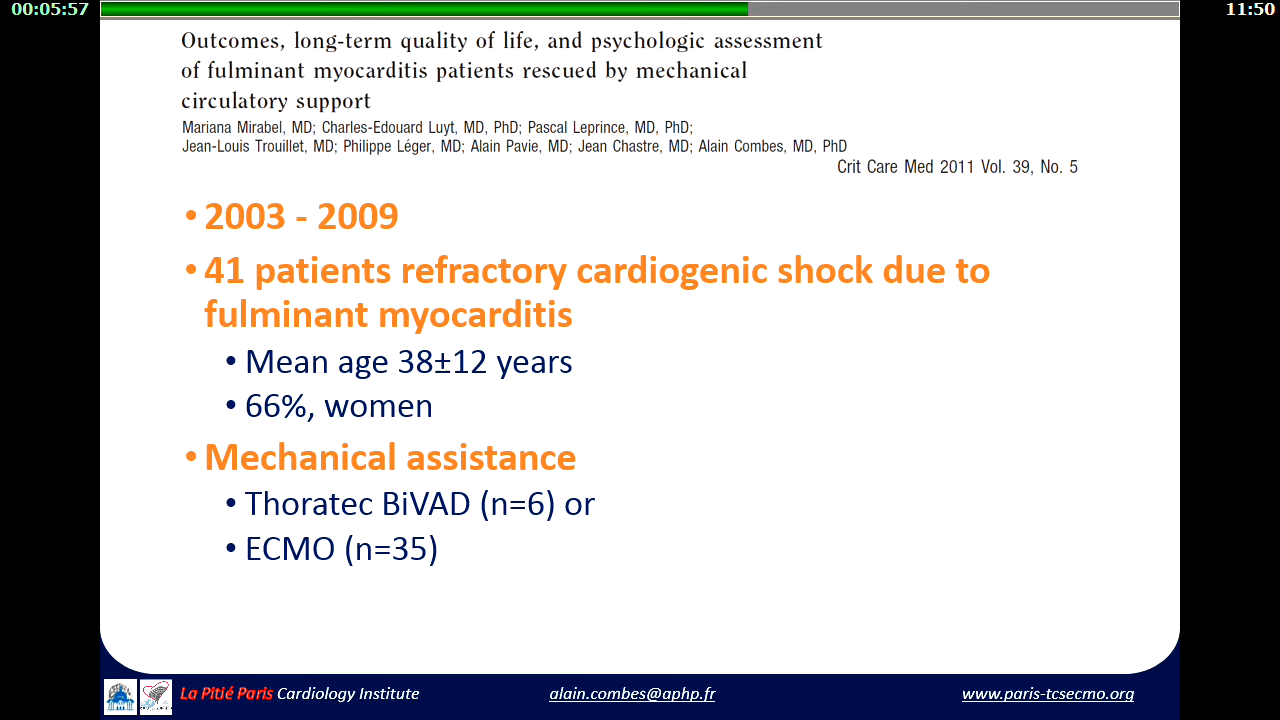 00:05:57
11:50
Outcomes, long-term quality of life, and psychologic assessment
of fulminant myocarditis patients rescued by mechanical
circulatory support
Mariana Mirabel, MD; Charles-Edouard Luyt, MD, PhD; Pascal Leprince, MD, PhD;
Jean-Louis Trouillet, MD; Philippe Léger, MD; Alain Pavie, MD; Jean Chastre, MD; Alain Combes, MD, PhD
Crit Care Med 2011 Vol. 39, No. 5
• 2003 - 2009
• 41 patients refractory cardiogenic shock due to
fulminant myocarditis
• Mean age 38±12 years
• 66%, women
• Mechanical assistance
• Thoratec BiVAD (n=6) or
• ECMO (n=35)
La Pitié Paris Cardiology Institute
alain.combes@aphp.fr
www.paris-tcsecmo.org